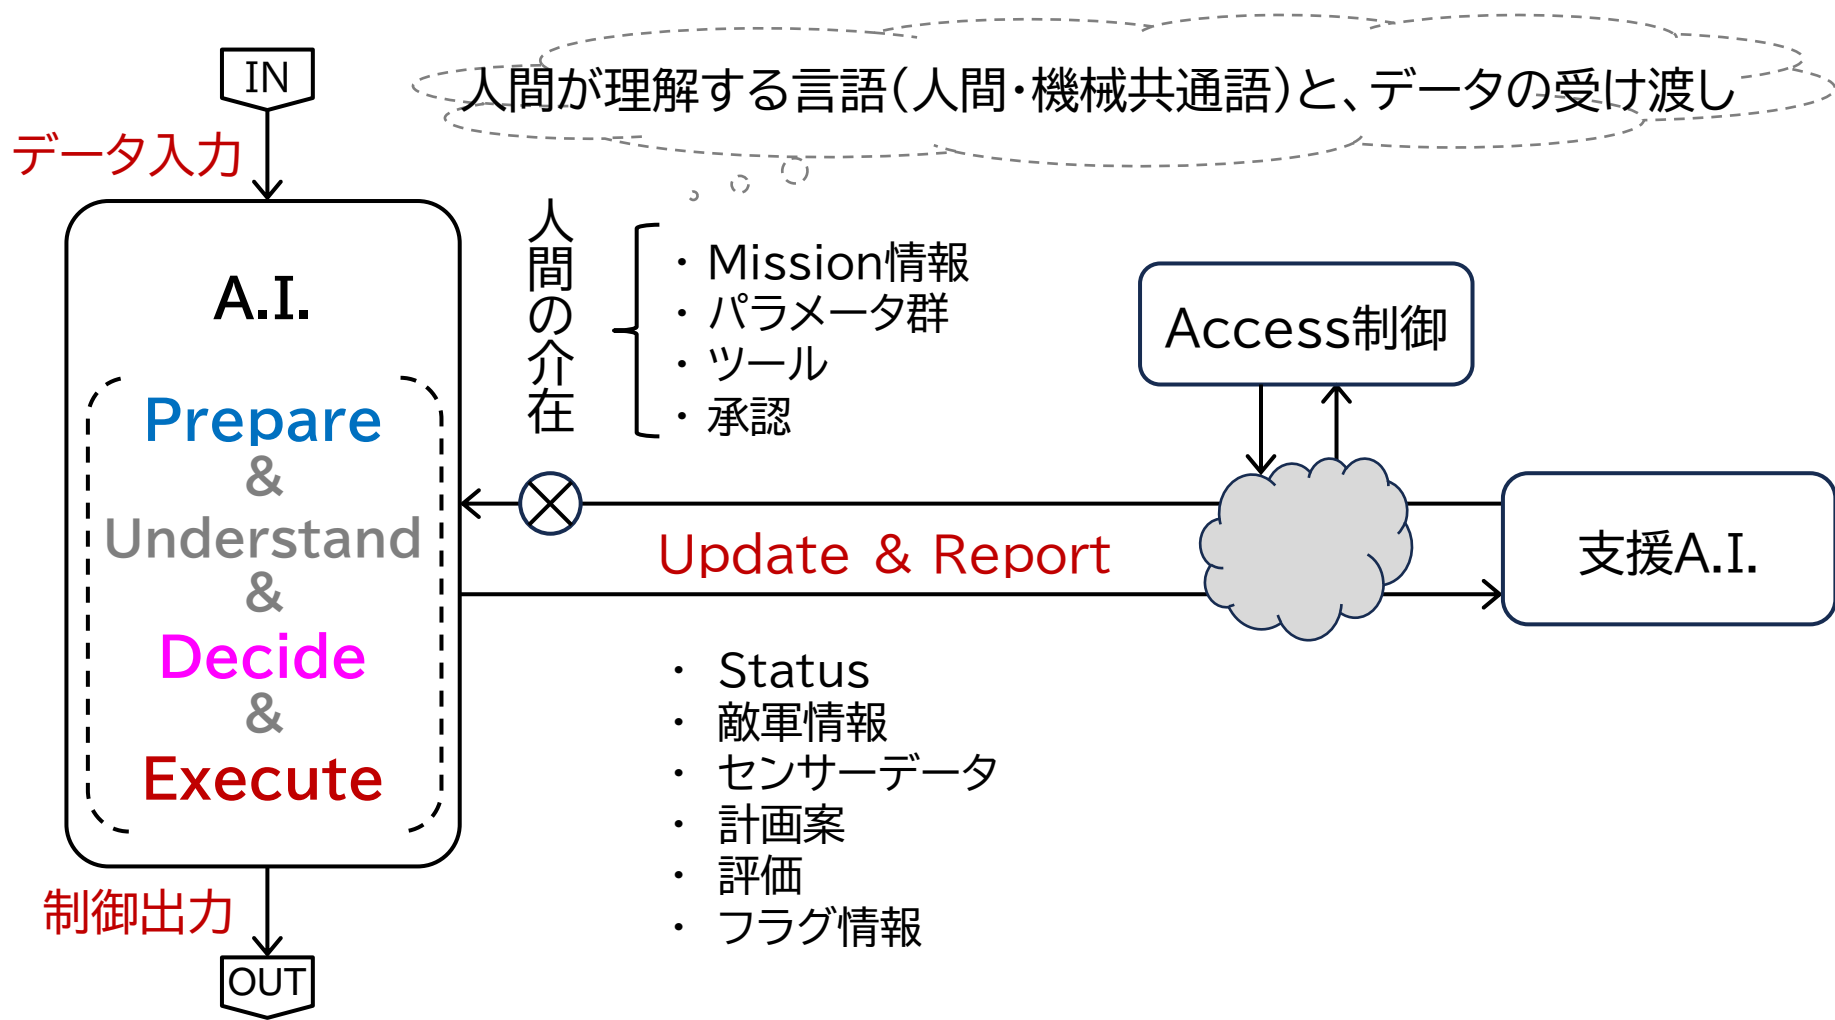 人間が理解する言語(人間・機械共通語)と、データの受け渡し
IN
データ入力
A.I.
Prepare
&
Understand
&
Decide
&
Execute
制御出力
OUT
人間の介在
・Mission情報
・パラメータ群
・ツール
・承認
Access制御
Update & Report
支援A.I.
・ Status
・ 敵軍情報
・ センサーデータ
・ 計画案
・ 評価
・ フラグ情報